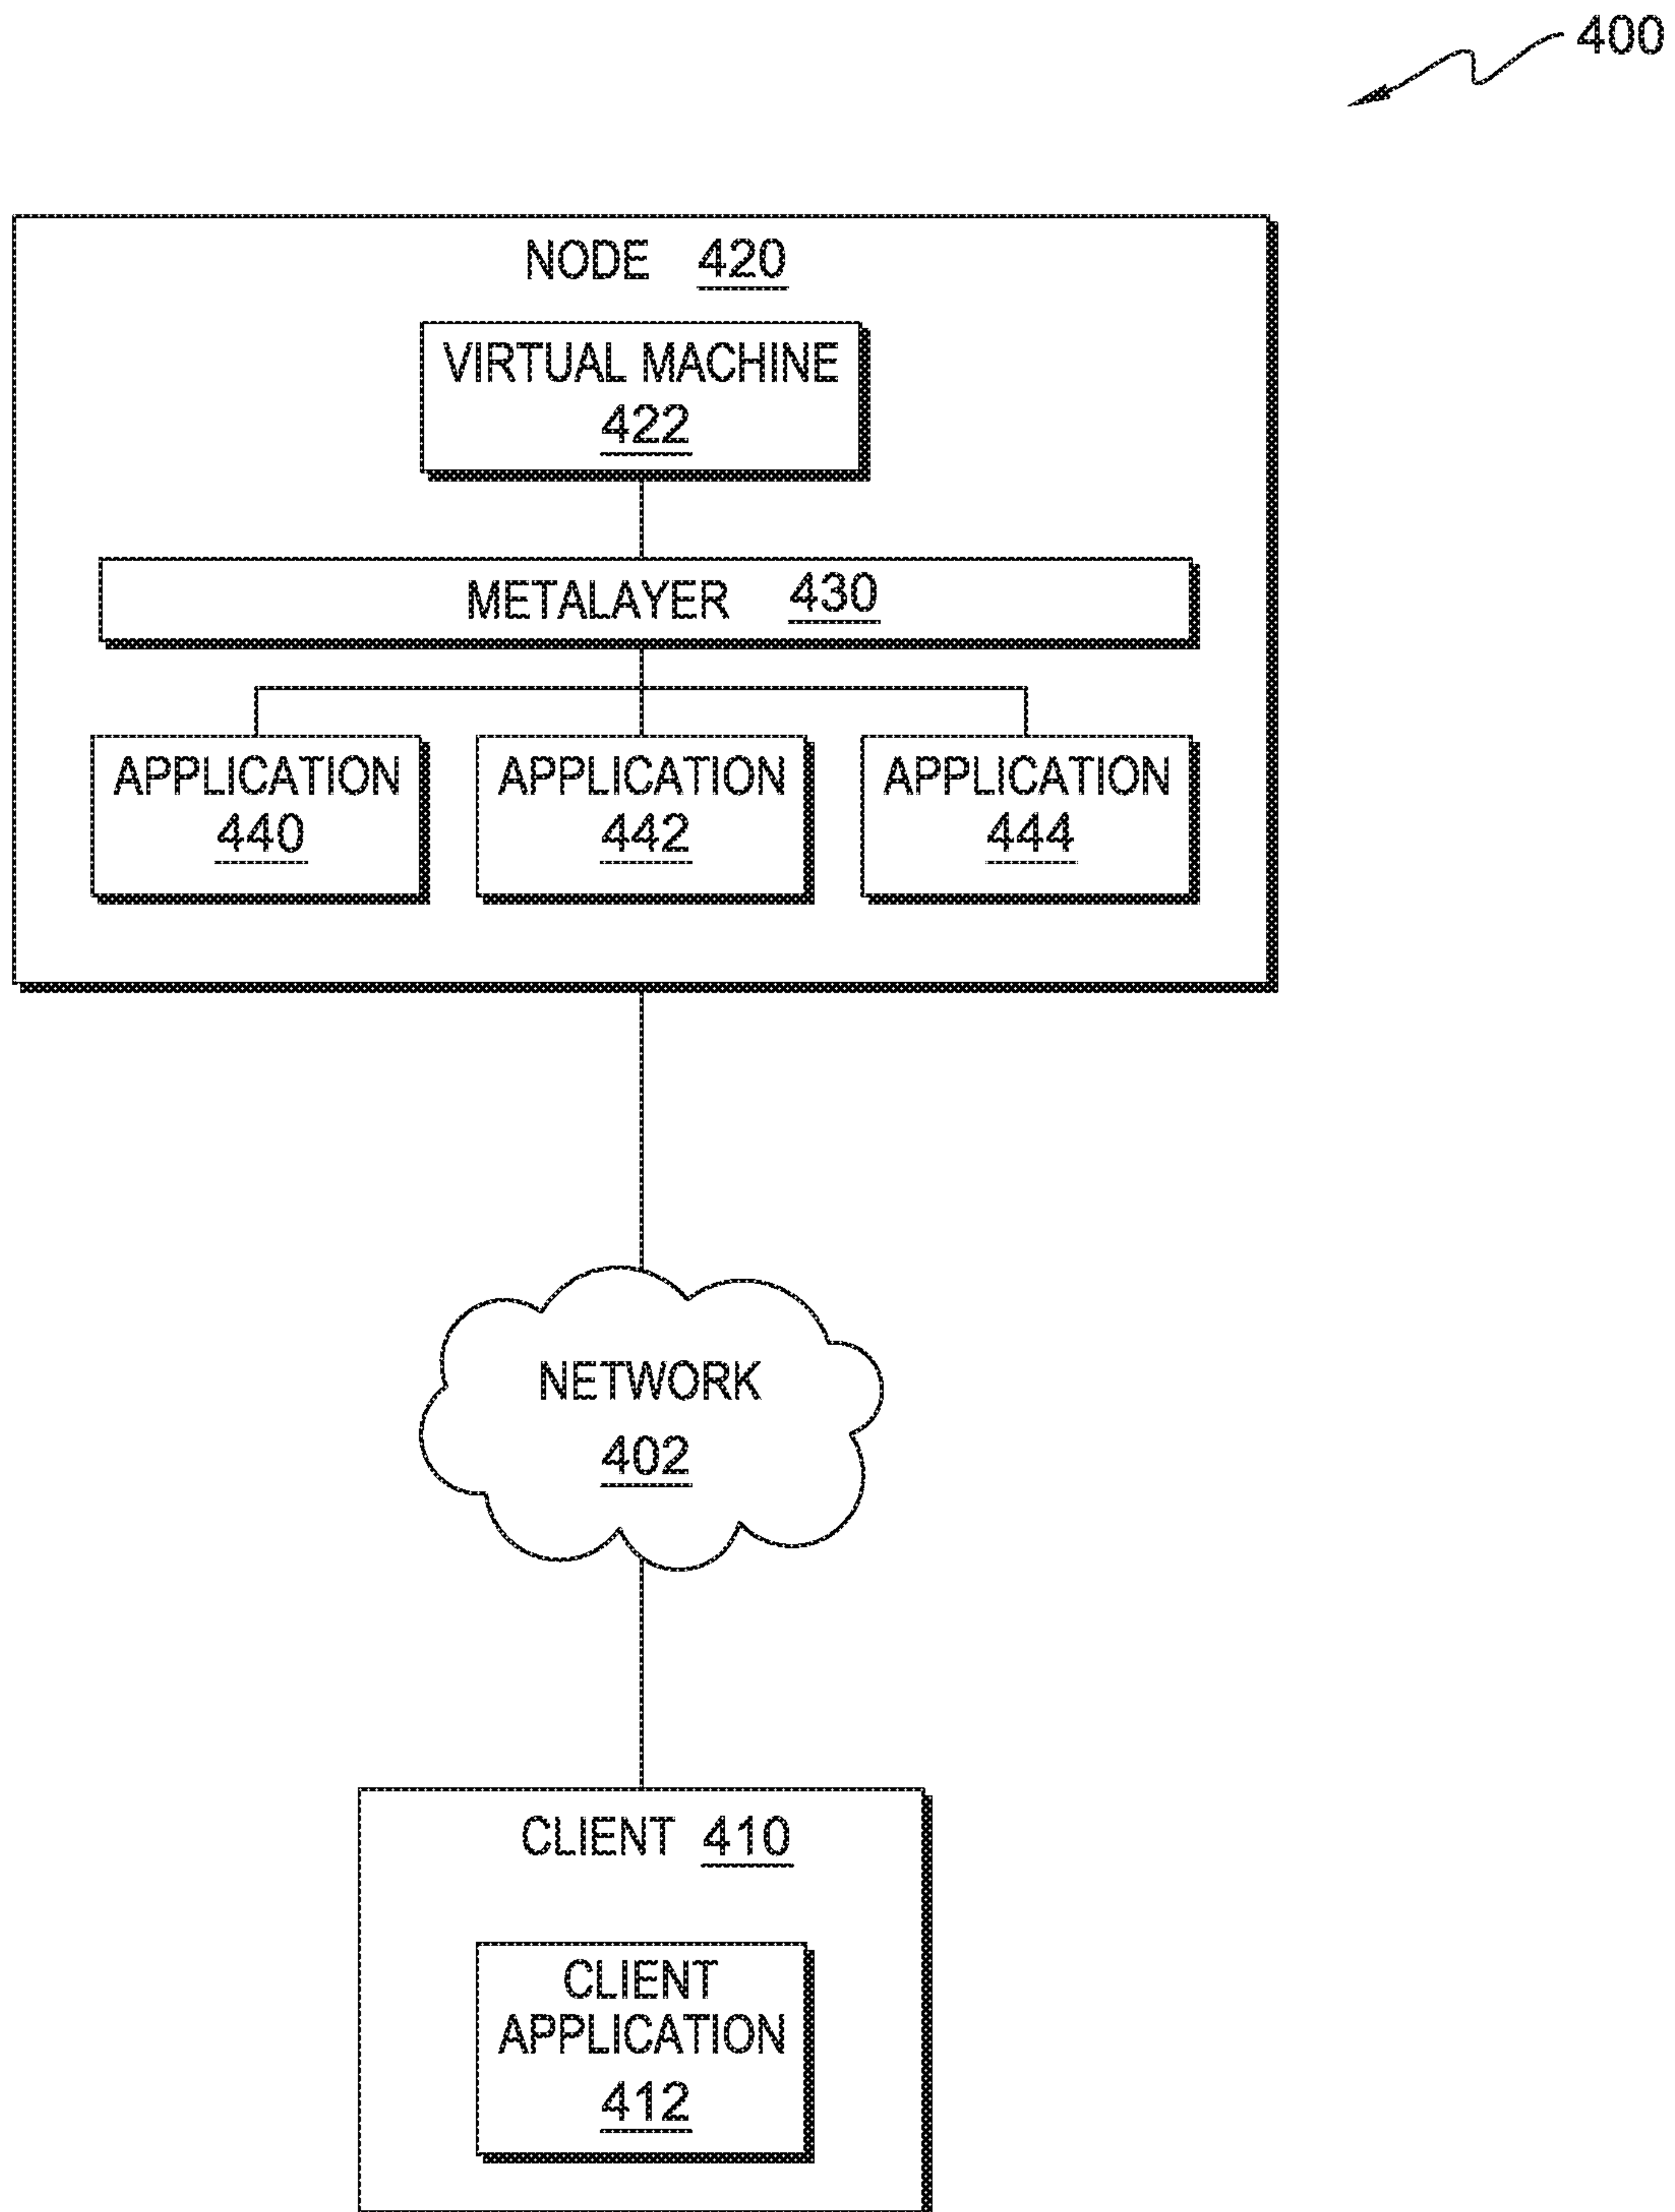 400
NODE 420
VIRTUAL MACHINE
422
METALAYER 430
APPLICATION
440
APPLICATION
442
APPLICATION
444
NETWORK
402
CLIENT 410
CLIENT
APPLICATION
412